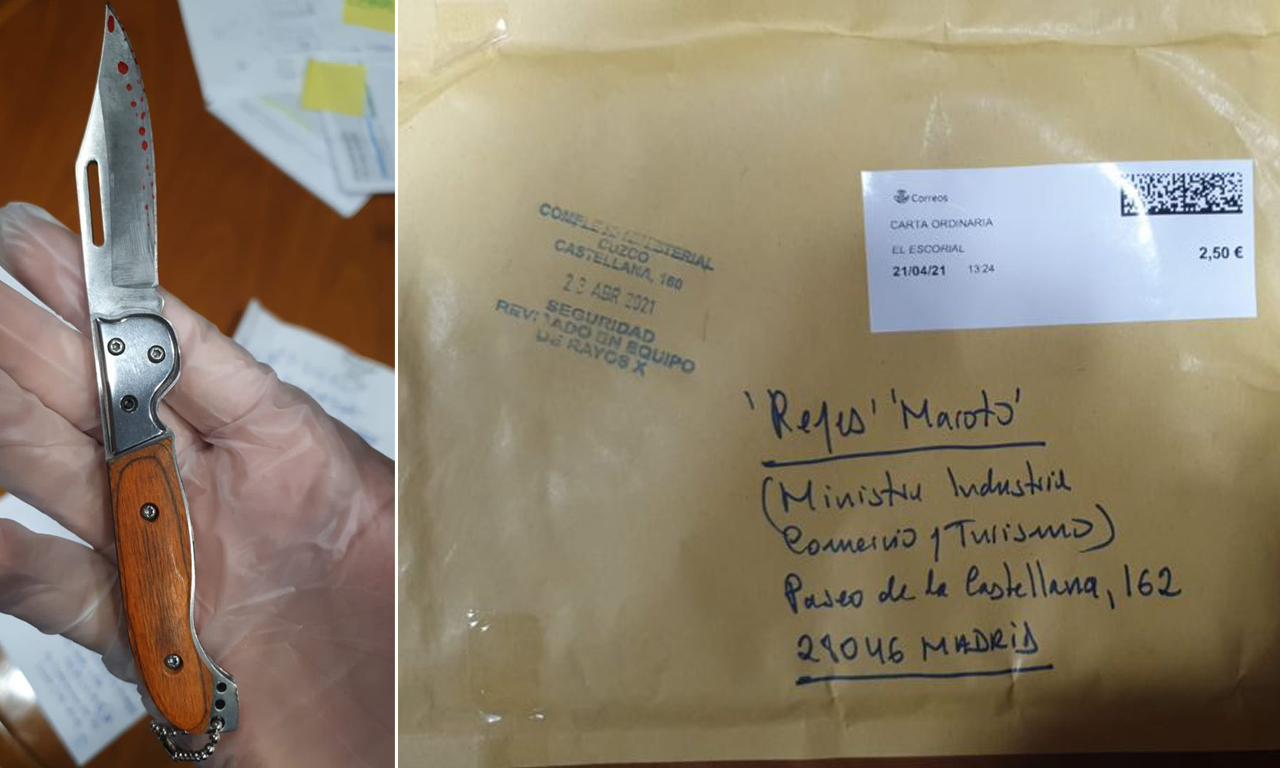 COMPLEJO MINISTERIAL
CUZCO
CASTELLANA, 160
23 ABR 2021
SEGURIDAD
REVISADO EN EQUIPO
DE RAYOS X
Correos
CARTA ORDINARIA
EL ESCORIAL
2,50 €
21/04/21 13:24
'Reyes' 'Maroto'
(Ministra Industria
Comercio y Turismo)
Paseo de la Castellana, 162
28046 MADRID